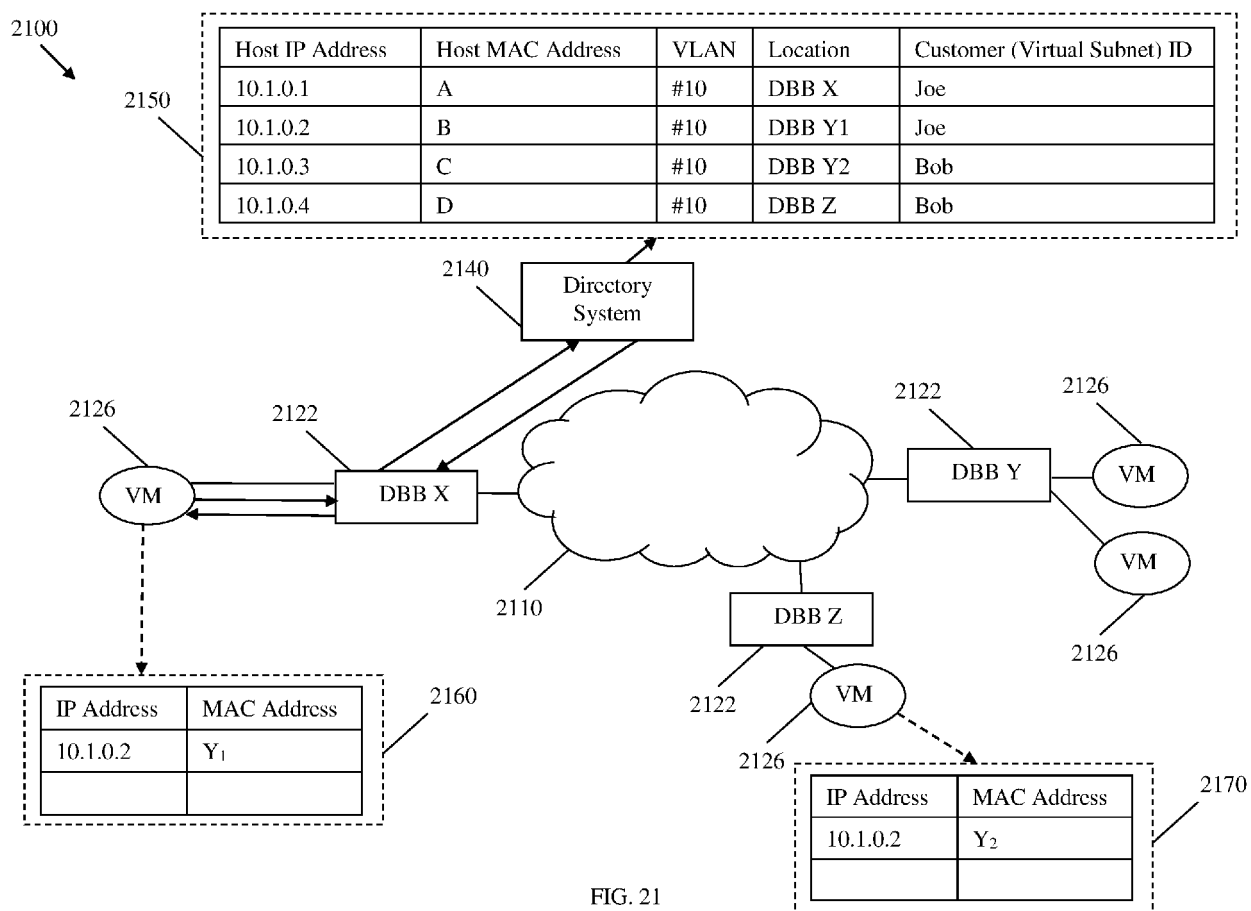 2100
Host IP Address Host MAC Address VLAN Location Customer (Virtual Subnet) ID
10.1.0.1 A #10 DBB X Joe
2150
10.1.0.2 B #10 DBB Y1 Joe
10.1.0.3 C #10 DBB Y2 Bob
10.1.0.4 D #10 DBB Z Bob
2140
Directory
System
2126
2122
2122
2126
VM
DBB X
DBB Y
VM
VM
2110
DBB Z
2126
2122
VM
2126
2160
IP Address MAC Address
10.1.0.2 Y₁
2170
IP Address MAC Address
10.1.0.2 Y₂
FIG. 21